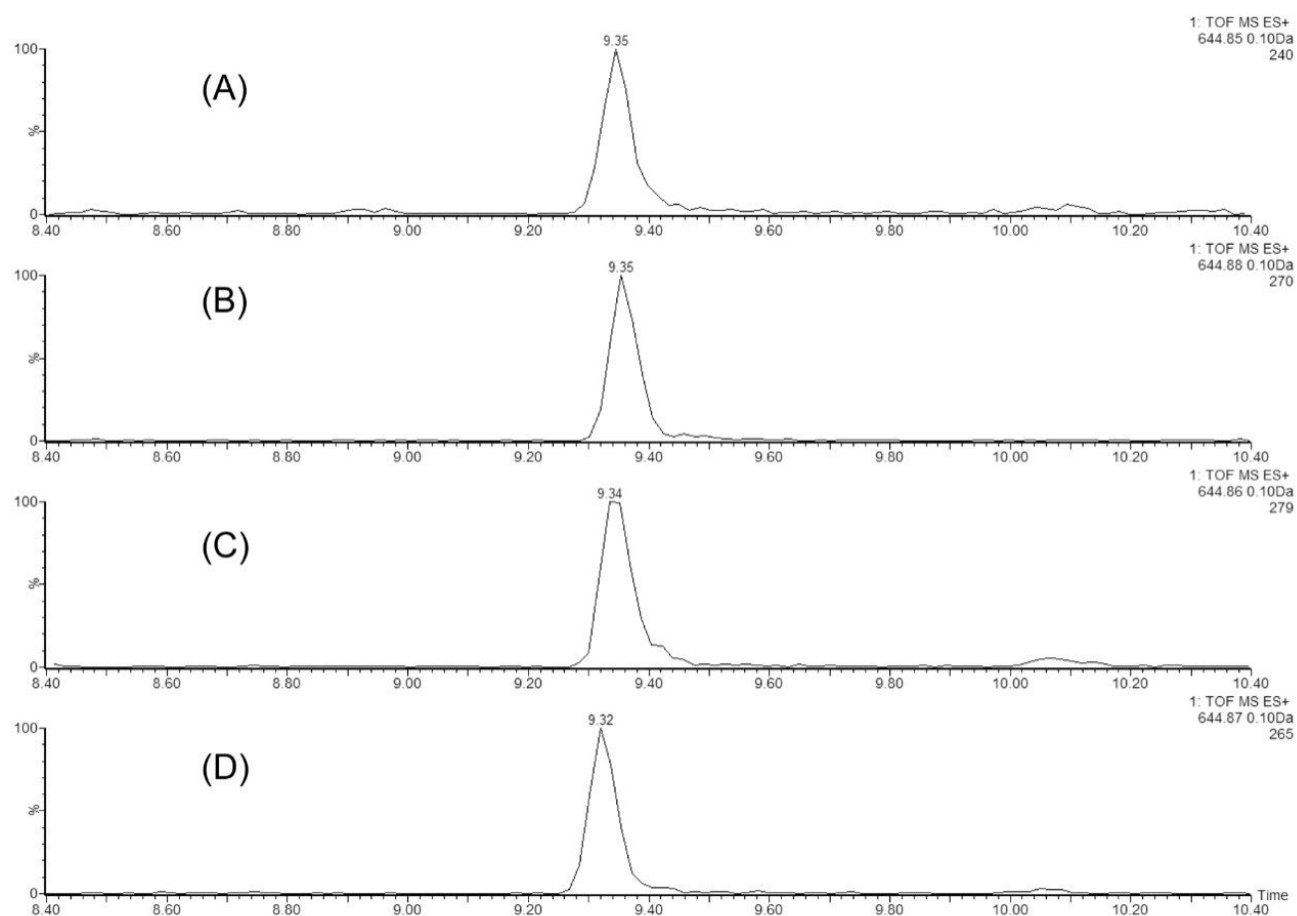 1: TOF MS ES+
644.85 0.10Da
240
9.35
100
(A)
%
0
8.40 8.60 8.80 9.00 9.20 9.40 9.60 9.80 10.00 10.20 10.40
1: TOF MS ES+
644.88 0.10Da
270
9.35
100
(B)
%
0
8.40 8.60 8.80 9.00 9.20 9.40 9.60 9.80 10.00 10.20 10.40
1: TOF MS ES+
644.86 0.10Da
279
9.34
100
(C)
%
0
8.40 8.60 8.80 9.00 9.20 9.40 9.60 9.80 10.00 10.20 10.40
1: TOF MS ES+
644.87 0.10Da
265
9.32
100
(D)
%
0
Time
8.40 8.60 8.80 9.00 9.20 9.40 9.60 9.80 10.00 10.20 10.40